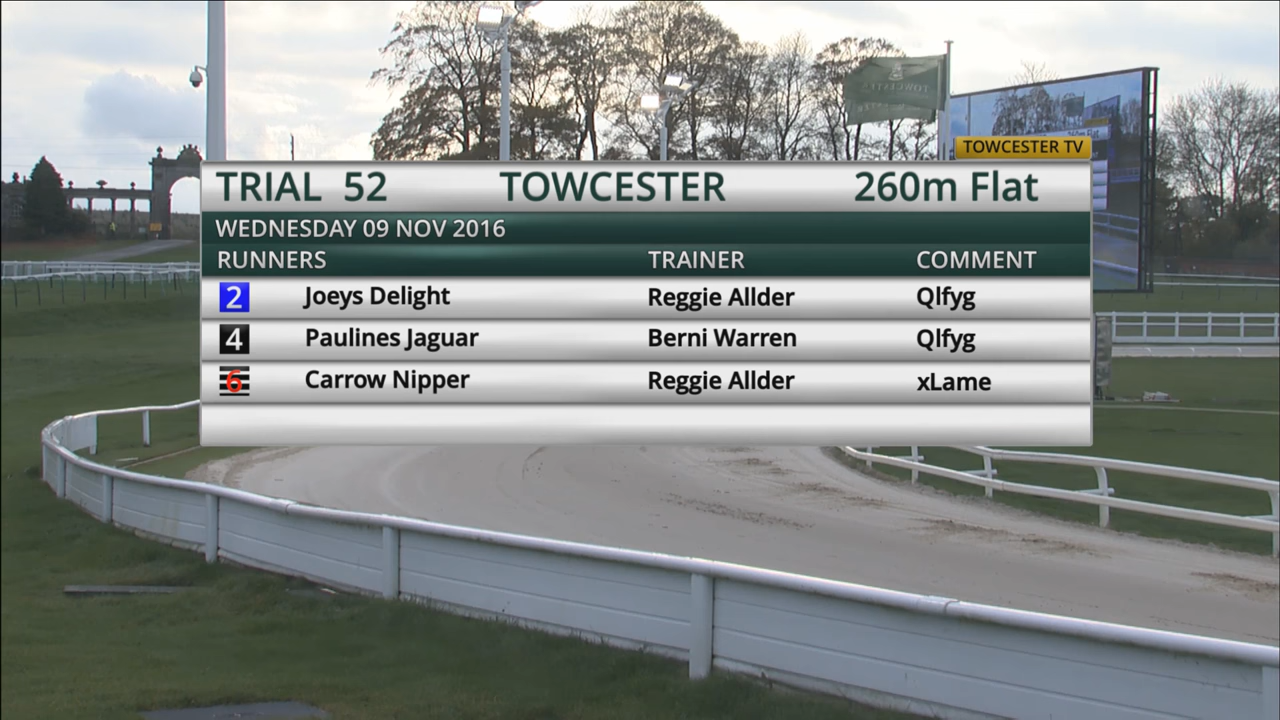 TOWCESTER TV
TRIAL 52 TOWCESTER 260m Flat
WEDNESDAY 09 NOV 2016
RUNNERS TRAINER COMMENT
2 Joeys Delight Reggie Allder Qlfyg
4 Paulines Jaguar Berni Warren Qlfyg
6 Carrow Nipper Reggie Allder xLame